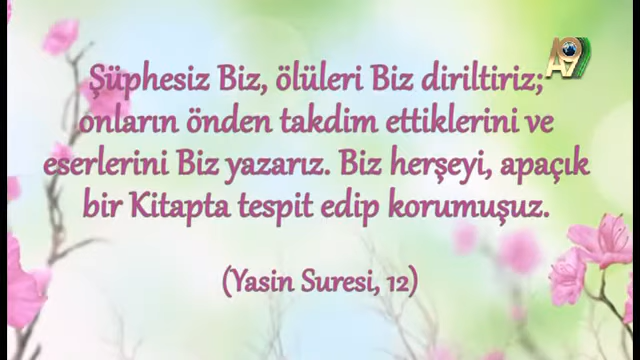 A9
Şüphesiz Biz, ölüleri Biz diriltiriz;
onların önden takdim ettiklerini ve
eserlerini Biz yazarız. Biz herşeyi, apaçık
bir Kitapta tespit edip korumuşuz.
(Yasin Suresi, 12)